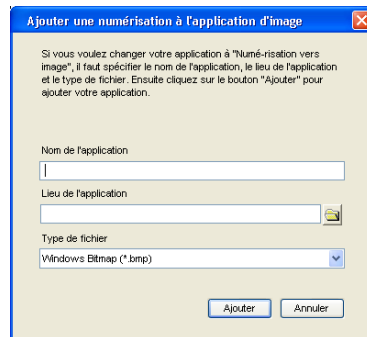 Ajouter une numérisation à l'application d'image
Si vous voulez changer votre application à "Numé-risation vers
image", il faut spécifier le nom de l'application, le lieu de l'application
et le type de fichier. Ensuite cliquez sur le bouton "Ajouter" pour
ajouter votre application.
Nom de l'application
Lieu de l'application
Type de fichier
Windows Bitmap (*.bmp)
Ajouter Annuler